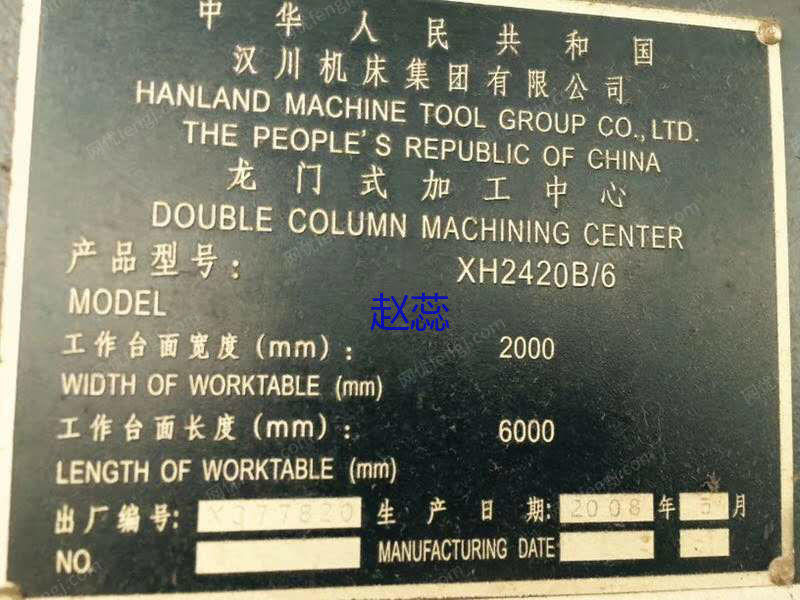 中华人民共和国
汉川机床集团有限公司
HANLAND MACHINE TOOL GROUP CO., LTD.
THE PEOPLE'S REPUBLIC OF CHINA
龙门式加工中心
DOUBLE COLUMN MACHINING CENTER
产品型号: XH2420B/6
MODEL
赵蕊
工作台面宽度(mm): 2000
WIDTH OF WORKTABLE (mm)
工作台面长度(mm): 6000
LENGTH OF WORKTABLE (mm)
出厂编号: X077820 生产日期: 2008 年 5 月
NO. MANUFACTURING DATE